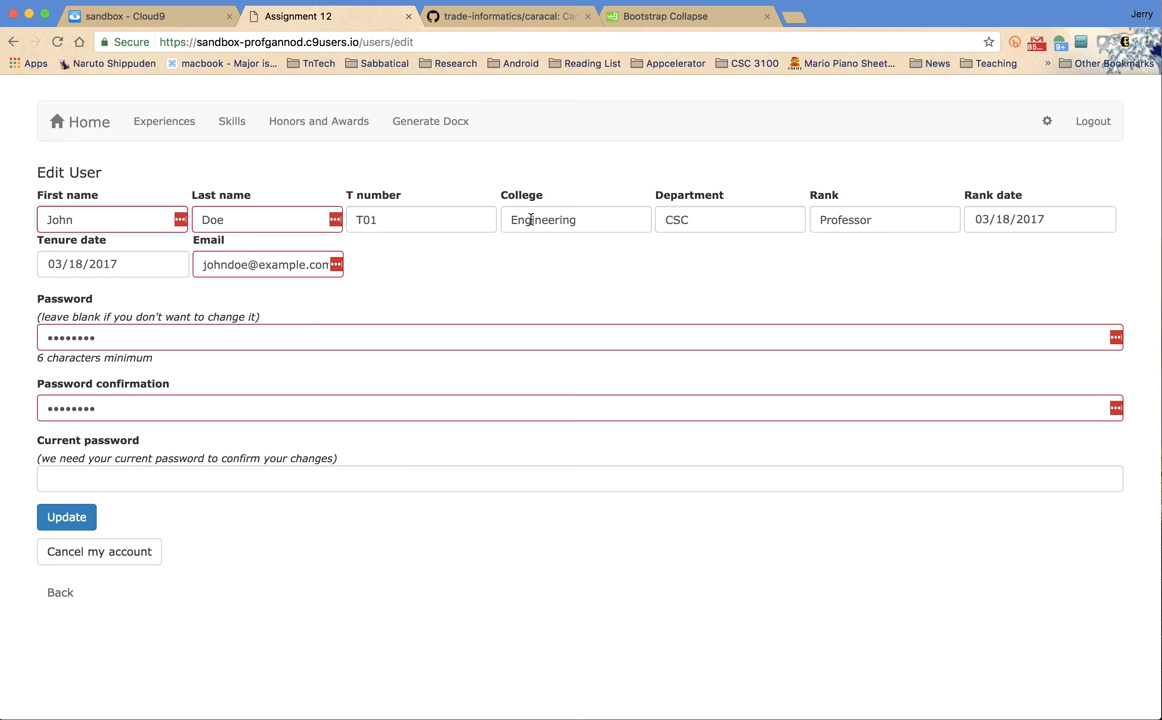 Jerry
sandbox - Cloud9
Assignment 12
trade-informatics/caracal: Car
Bootstrap Collapse
Secure https://sandbox-profgannod.c9users.io/users/edit
85... 9+
Apps Naruto Shippuden macbook - Major is... TnTech Sabbatical Research Android Reading List Appcelerator CSC 3100 Mario Piano Sheet... News Teaching » Other Bookmarks
Home Experiences Skills Honors and Awards Generate Docx Logout
Edit User
First name Last name T number College Department Rank Rank date
John Doe T01 Engineering CSC Professor 03/18/2017
Tenure date Email
03/18/2017 johndoe@example.con
Password
(leave blank if you don't want to change it)
6 characters minimum
Password confirmation
Current password
(we need your current password to confirm your changes)
Update
Cancel my account
Back